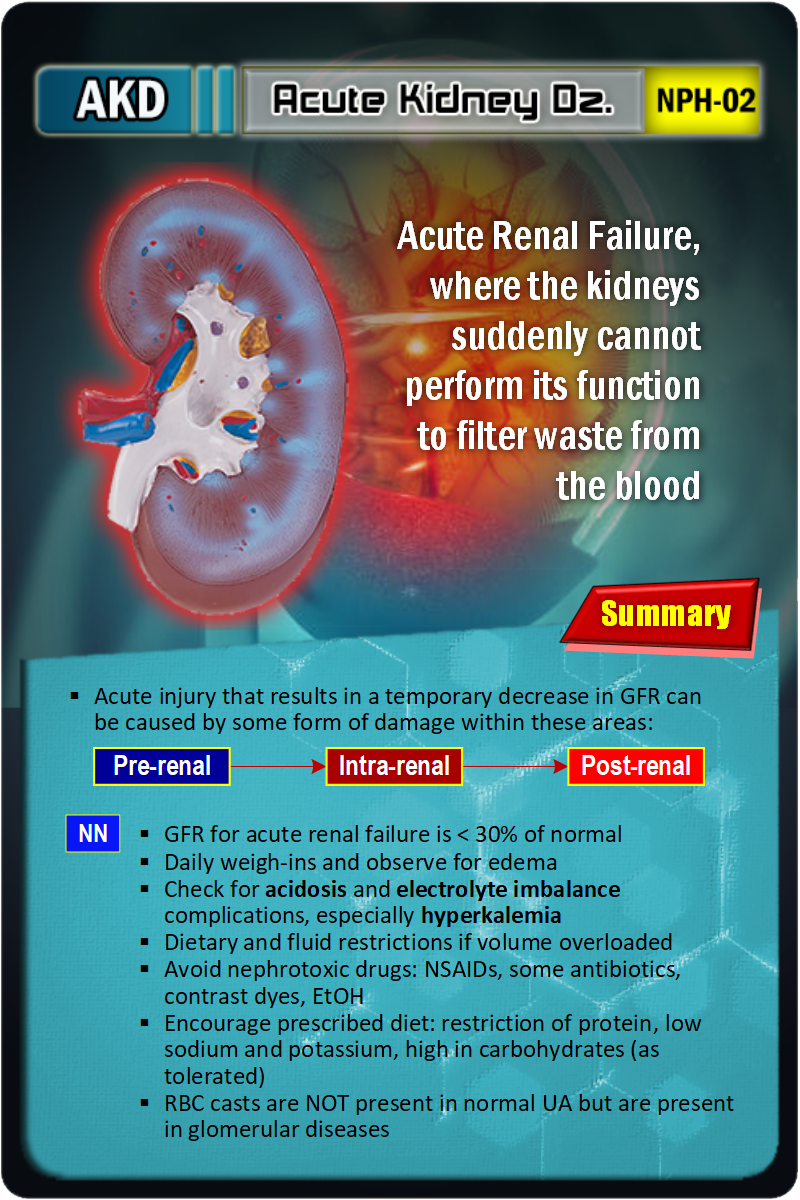 AKD
Acute Kidney Dz.
NPH-02
Acute Renal Failure,
where the kidneys
suddenly cannot
perform its function
to filter waste from
the blood
Summary
▪ Acute injury that results in a temporary decrease in GFR can
be caused by some form of damage within these areas:
Pre-renal
Intra-renal
Post-renal
NN
▪ GFR for acute renal failure is < 30% of normal
▪ Daily weigh-ins and observe for edema
▪ Check for acidosis and electrolyte imbalance
complications, especially hyperkalemia
▪ Dietary and fluid restrictions if volume overloaded
▪ Avoid nephrotoxic drugs: NSAIDs, some antibiotics,
contrast dyes, EtOH
▪ Encourage prescribed diet: restriction of protein, low
sodium and potassium, high in carbohydrates (as
tolerated)
▪ RBC casts are NOT present in normal UA but are present
in glomerular diseases